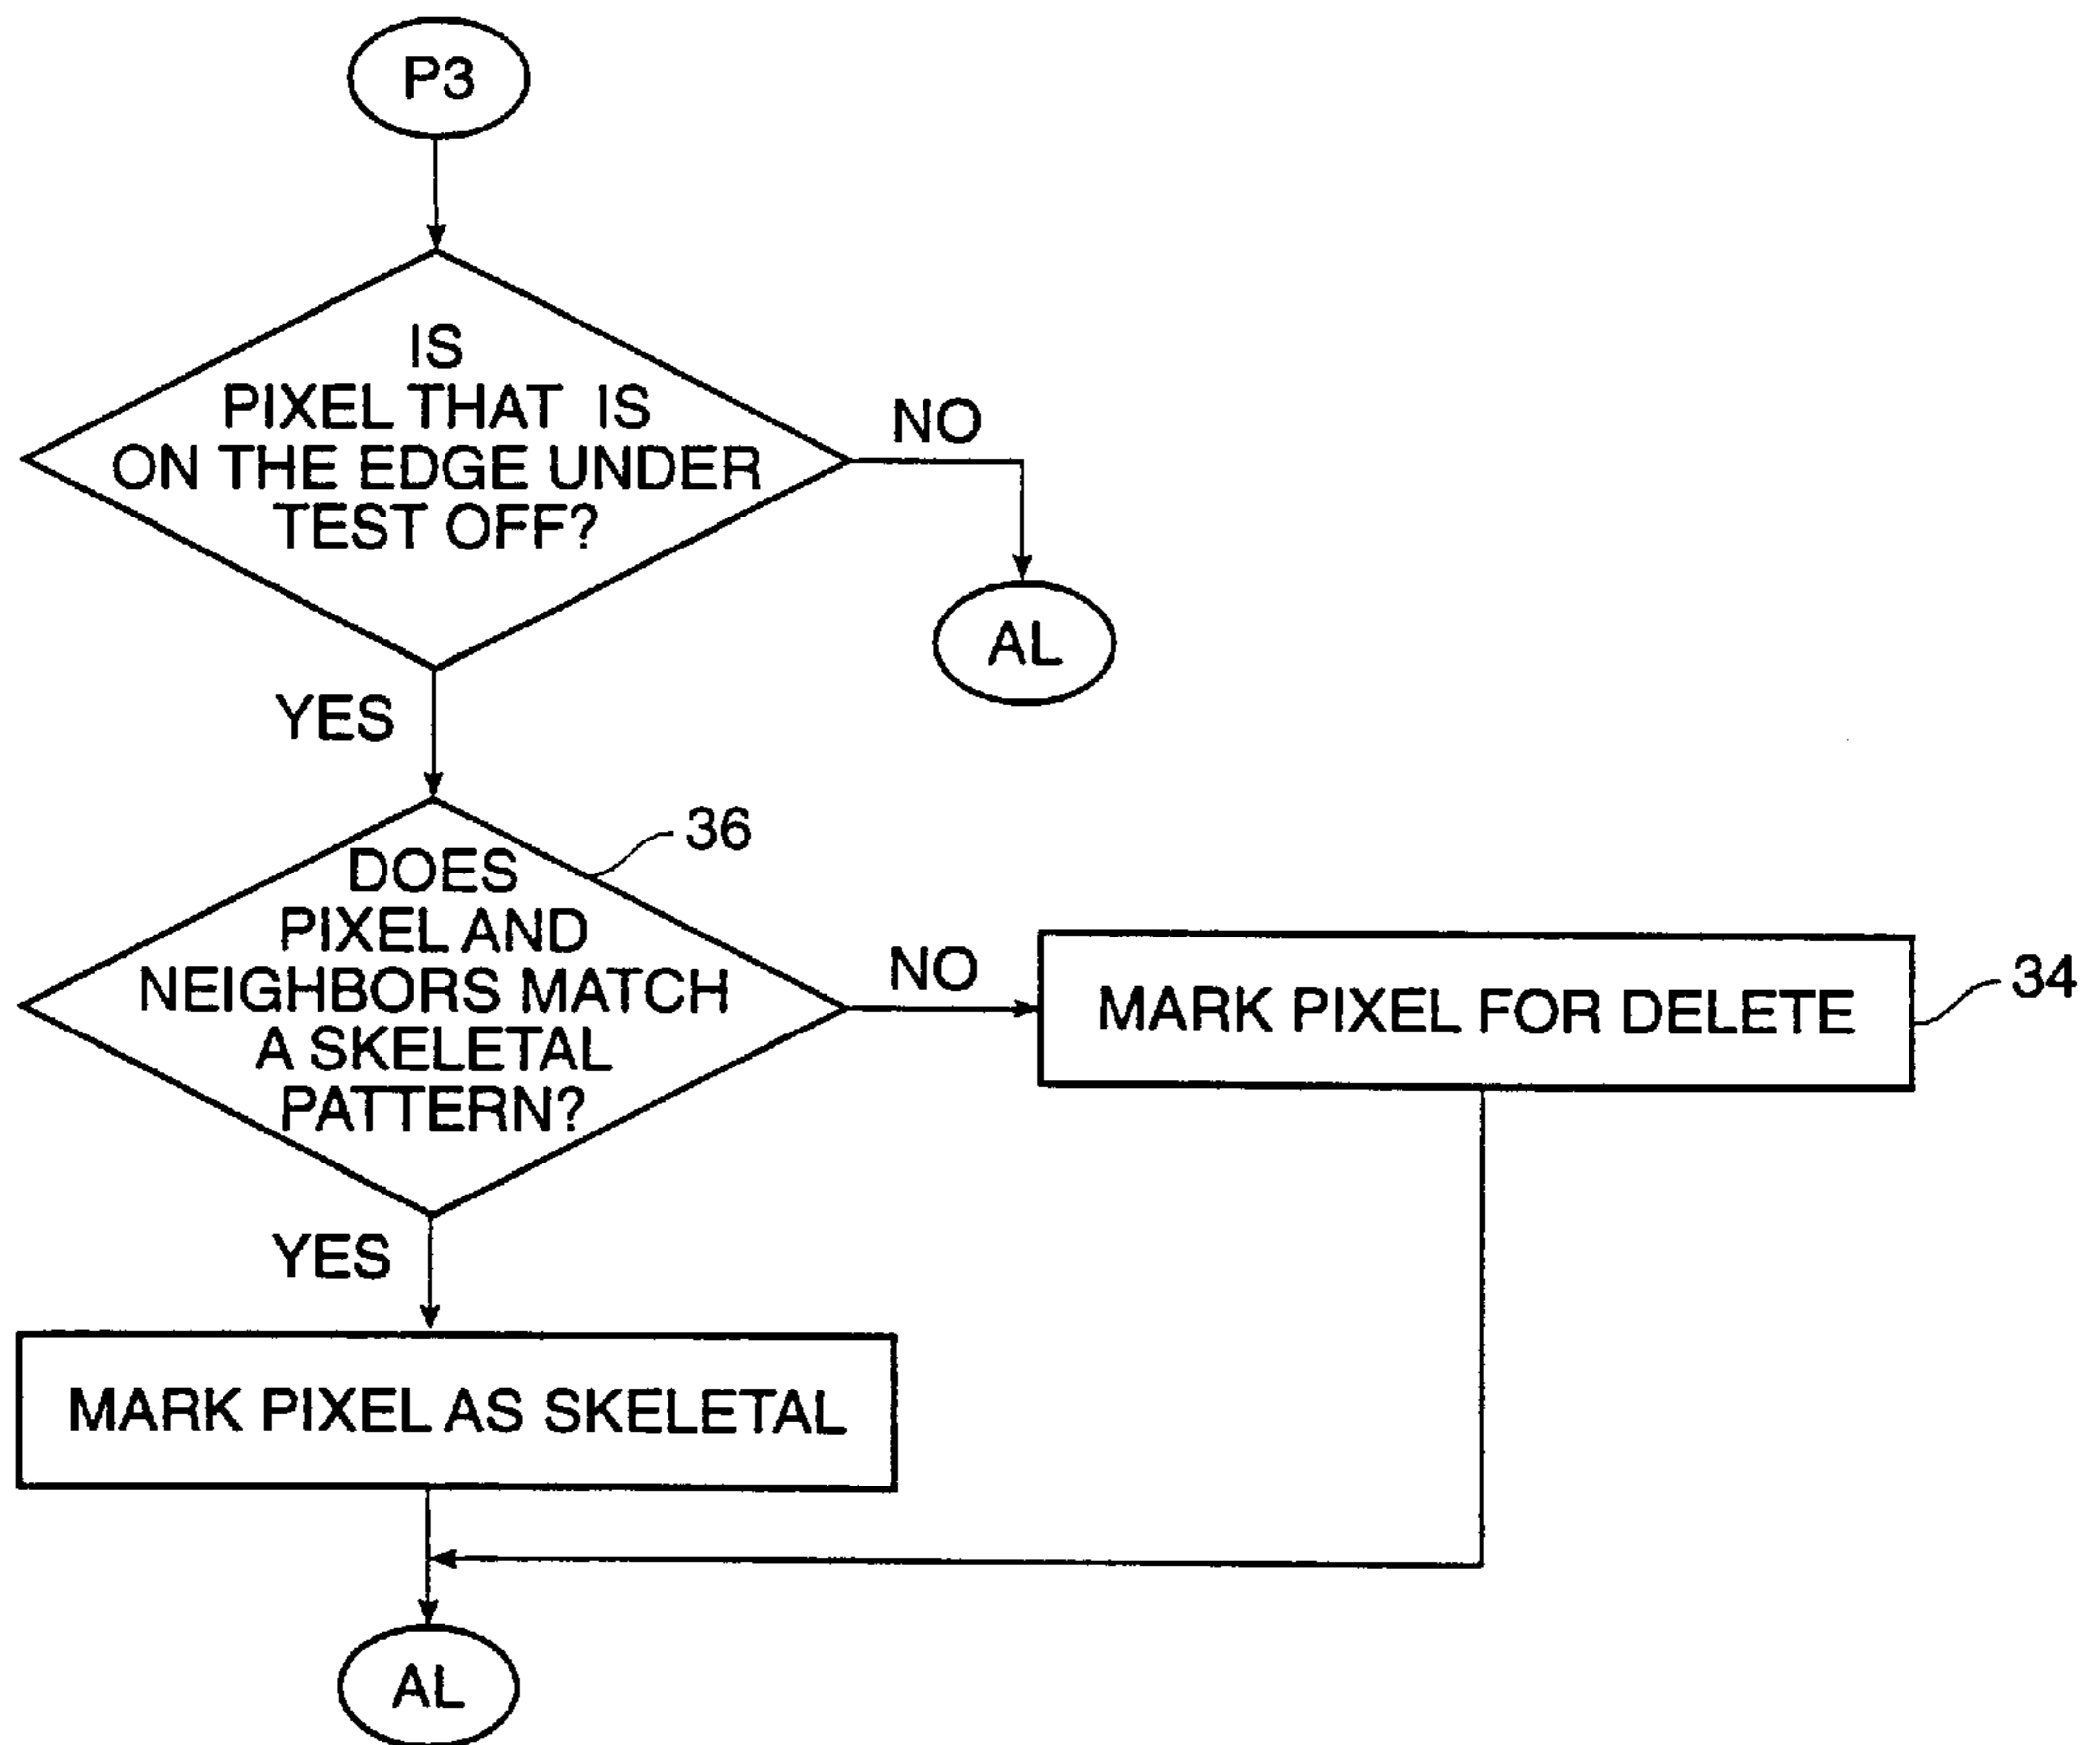 P3
IS
PIXEL THAT IS
ON THE EDGE UNDER
TEST OFF?
NO
AL
YES
36
DOES
PIXEL AND
NEIGHBORS MATCH
A SKELETAL
PATTERN?
NO
MARK PIXEL FOR DELETE
34
YES
MARK PIXEL AS SKELETAL
AL